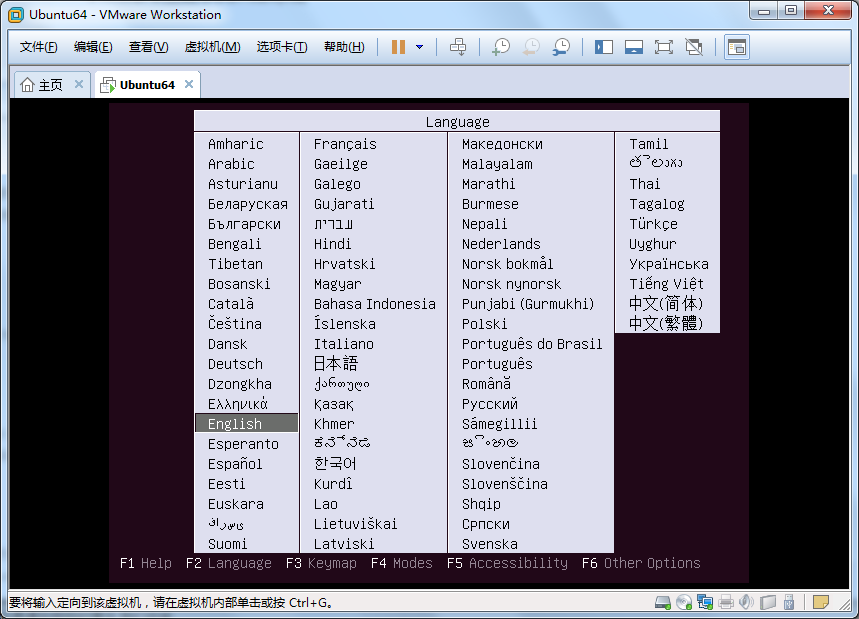 Ubuntu64 - VMware Workstation
文件(F) 编辑(E) 查看(V) 虚拟机(M) 选项卡(T) 帮助(H)
主页 Ubuntu64
Language
Amharic
Arabic
Asturianu
Беларуская
Български
Bengali
Tibetan
Bosanski
Català
Čeština
Dansk
Deutsch
Dzongkha
Ελληνικά
English
Esperanto
Español
Eesti
Euskara
Suomi
Français
Gaeilge
Galego
Gujarati
עברית
Hindi
Hrvatski
Magyar
Bahasa Indonesia
Íslenska
Italiano
日本語
ქართული
Қазақ
Khmer
ಕನ್ನಡ
한국어
Kurdî
Lao
Lietuviškai
Latviski
Македонски
Malayalam
Marathi
Burmese
Nepali
Nederlands
Norsk bokmål
Norsk nynorsk
Punjabi (Gurmukhi)
Polski
Português do Brasil
Português
Română
Русский
Sámegillii
සිංහල
Slovenčina
Slovenščina
Shqip
Српски
Svenska
Tamil
తెలుగు
Thai
Tagalog
Türkçe
Uyghur
Українська
Tiếng Việt
中文(简体)
中文(繁體)
F1 Help F2 Language F3 Keymap F4 Modes F5 Accessibility F6 Other Options
要将输入定向到该虚拟机，请在虚拟机内部单击或按 Ctrl+G。